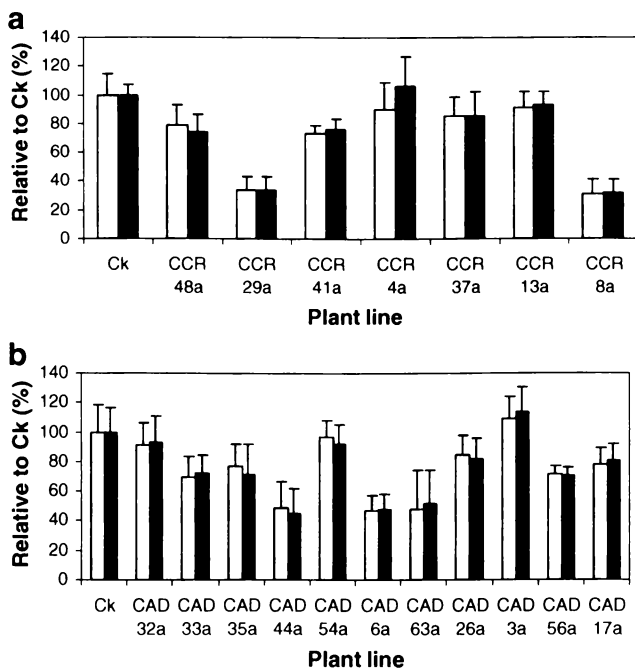 a
Relative to Ck (%)
140
120
100
80
60
40
20
0
Ck CCR 48a CCR 29a CCR 41a CCR 4a CCR 37a CCR 13a CCR 8a
Plant line
b
Relative to Ck (%)
140
120
100
80
60
40
20
0
Ck CAD 32a CAD 33a CAD 35a CAD 44a CAD 54a CAD 6a CAD 63a CAD 26a CAD 3a CAD 56a CAD 17a
Plant line